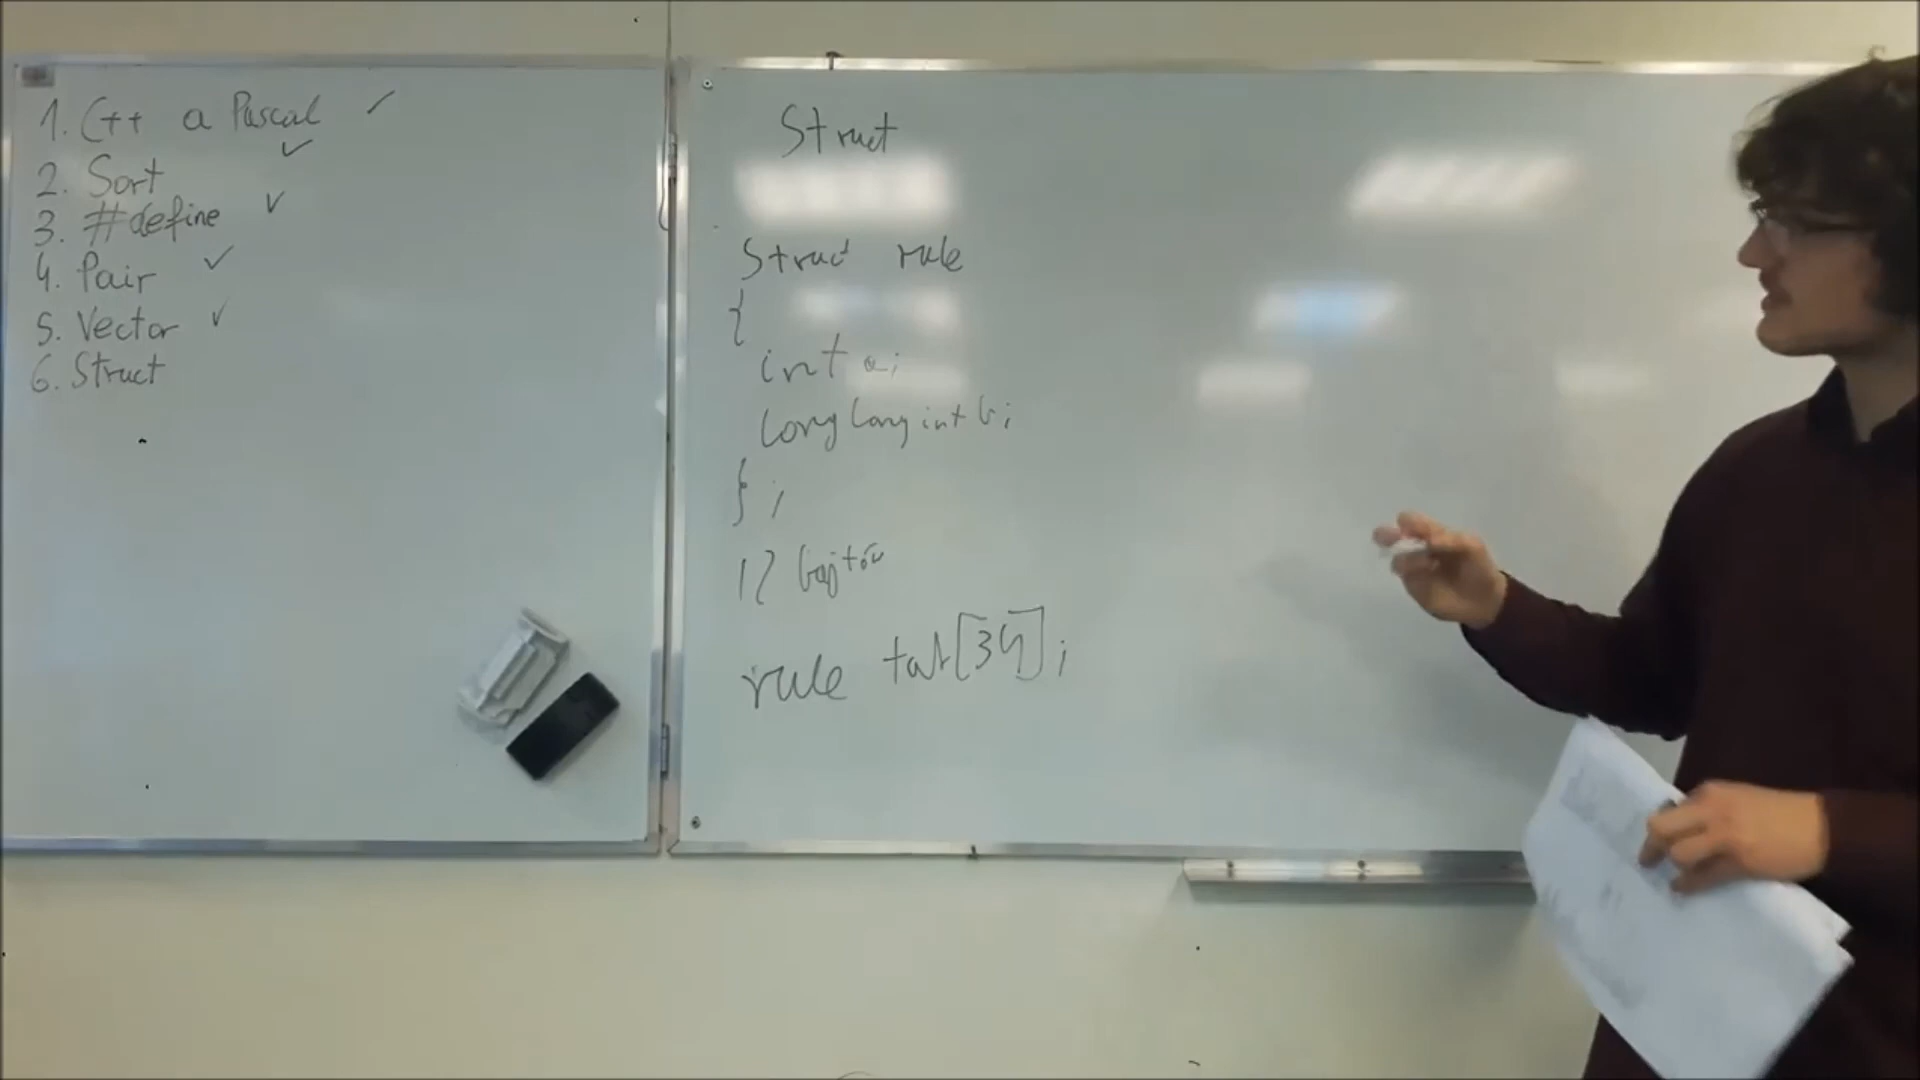 1. C++ a Pascal ✓
2. Sort ✓
3. #define ✓
4. Pair ✓
5. Vector ✓
6. Struct
Struct
Struct rule
{
int a;
long long int b;
};
12 bajtów
rule tab[34];